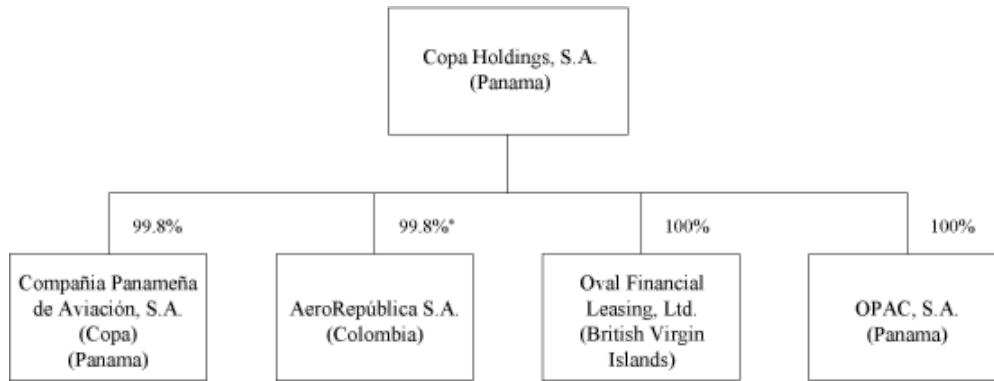 Copa Holdings, S.A.
(Panama)
99.8%
99.8%*
100%
100%
Compañia Panameña
de Aviación, S.A.
(Copa)
(Panama)
AeroRepública S.A.
(Colombia)
Oval Financial
Leasing, Ltd.
(British Virgin
Islands)
OPAC, S.A.
(Panama)